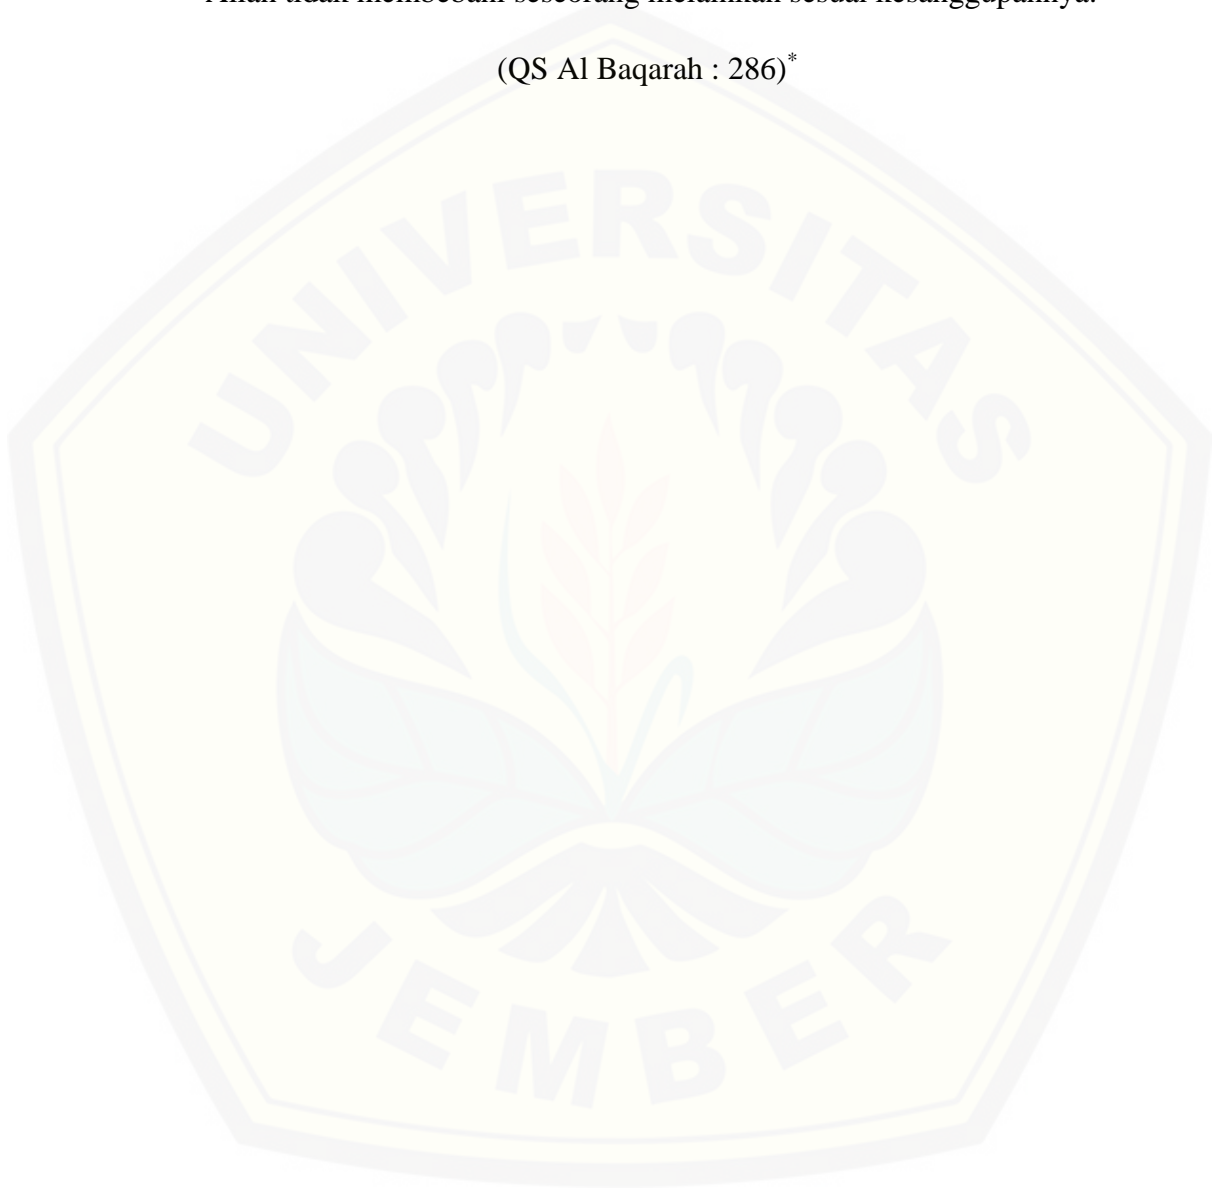 Allah tidak membebani seseorang melainkan sesuai kesanggupannya.
(QS Al Baqarah : 286)*
UNIVERSITAS
JEMBER